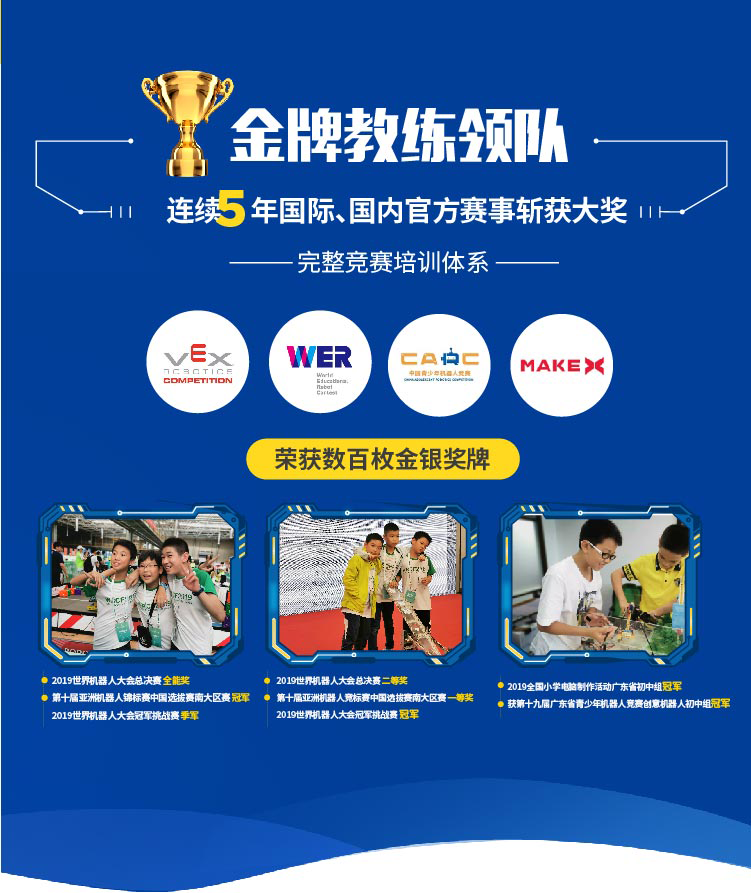 金牌教练领队
连续5年国际、国内官方赛事斩获大奖
完整竞赛培训体系
VEX
ROBOTICS
COMPETITION
WER
World
Educational
Robot
Contest
CARC
中国青少年机器人竞赛
CHINA ADOLESCENT ROBOTICS COMPETITION
MAKEX
荣获数百枚金银奖牌
2019世界机器人大会总决赛 全能奖
第十届亚洲机器人锦标赛中国选拔赛南大区赛 冠军
2019世界机器人大会冠军挑战赛 季军
2019世界机器人大会总决赛 二等奖
第十届亚洲机器人竞标赛中国选拔赛南大区赛 一等奖
2019世界机器人大会冠军挑战赛 冠军
2019全国小学电脑制作活动广东省初中组冠军
获第十九届广东省青少年机器人竞赛创意机器人初中组冠军